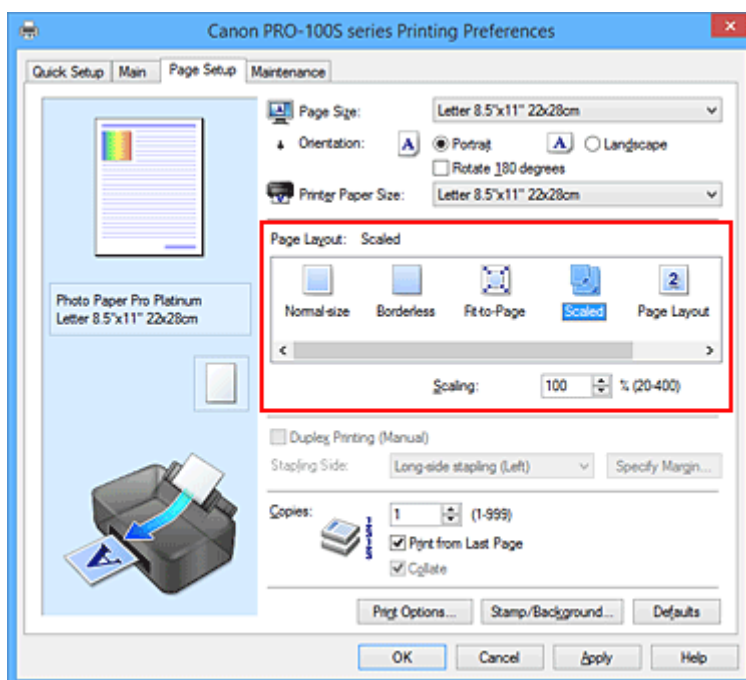 Canon PRO-100S series Printing Preferences
Quick Setup Main Page Setup Maintenance
Page Size: Letter 8.5"x11" 22x28cm
Orientation: A Portrait A Landscape
Rotate 180 degrees
Printer Paper Size: Letter 8.5"x11" 22x28cm
Page Layout: Scaled
Normal-size Borderless Fit-to-Page Scaled Page Layout
Scaling: 100 % (20-400)
Photo Paper Pro Platinum
Letter 8.5"x11" 22x28cm
Duplex Printing (Manual)
Stapling Side: Long-side stapling (Left) Specify Margin...
Copies: 1 (1-999)
Print from Last Page
Collate
Print Options... Stamp/Background... Defaults
OK Cancel Apply Help